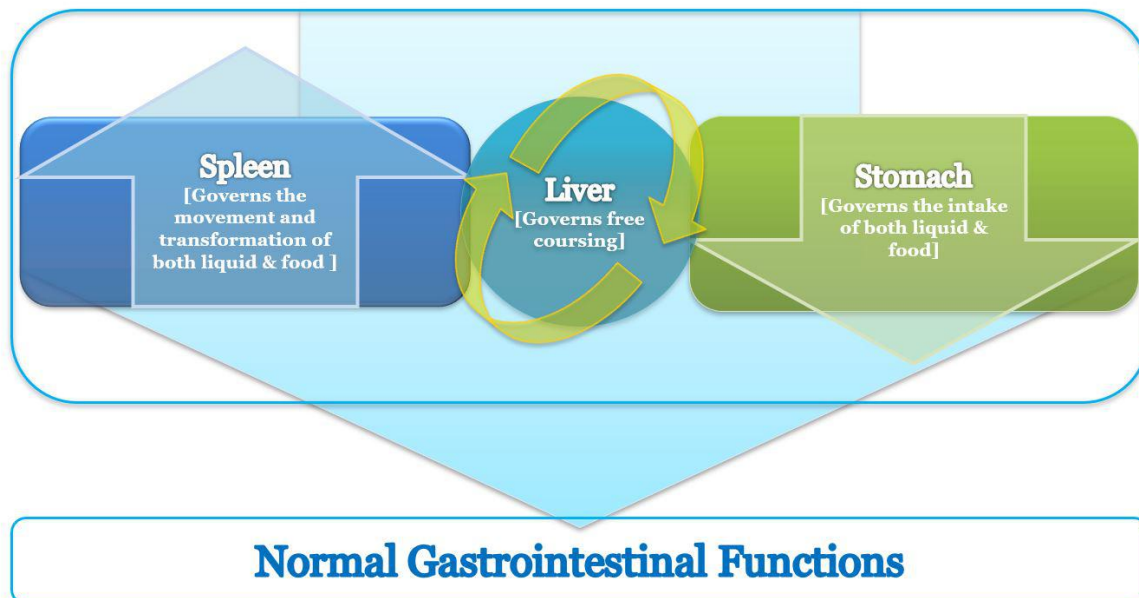 Spleen
[Governs the
movement and
transformation of
both liquid & food ]
Liver
[Governs free
coursing]
Stomach
[Governs the intake
of both liquid &
food]
Normal Gastrointestinal Functions